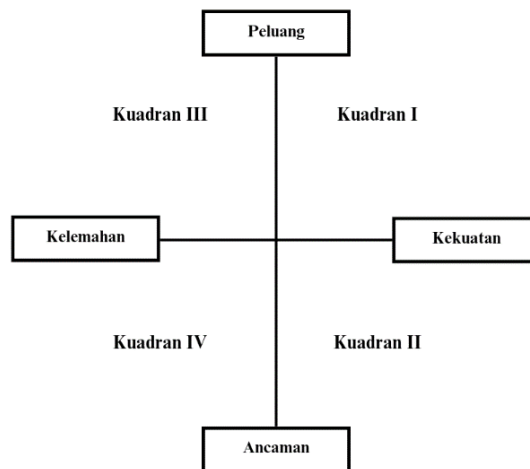 Peluang
Kuadran III
Kuadran I
Kelemahan
Kekuatan
Kuadran IV
Kuadran II
Ancaman